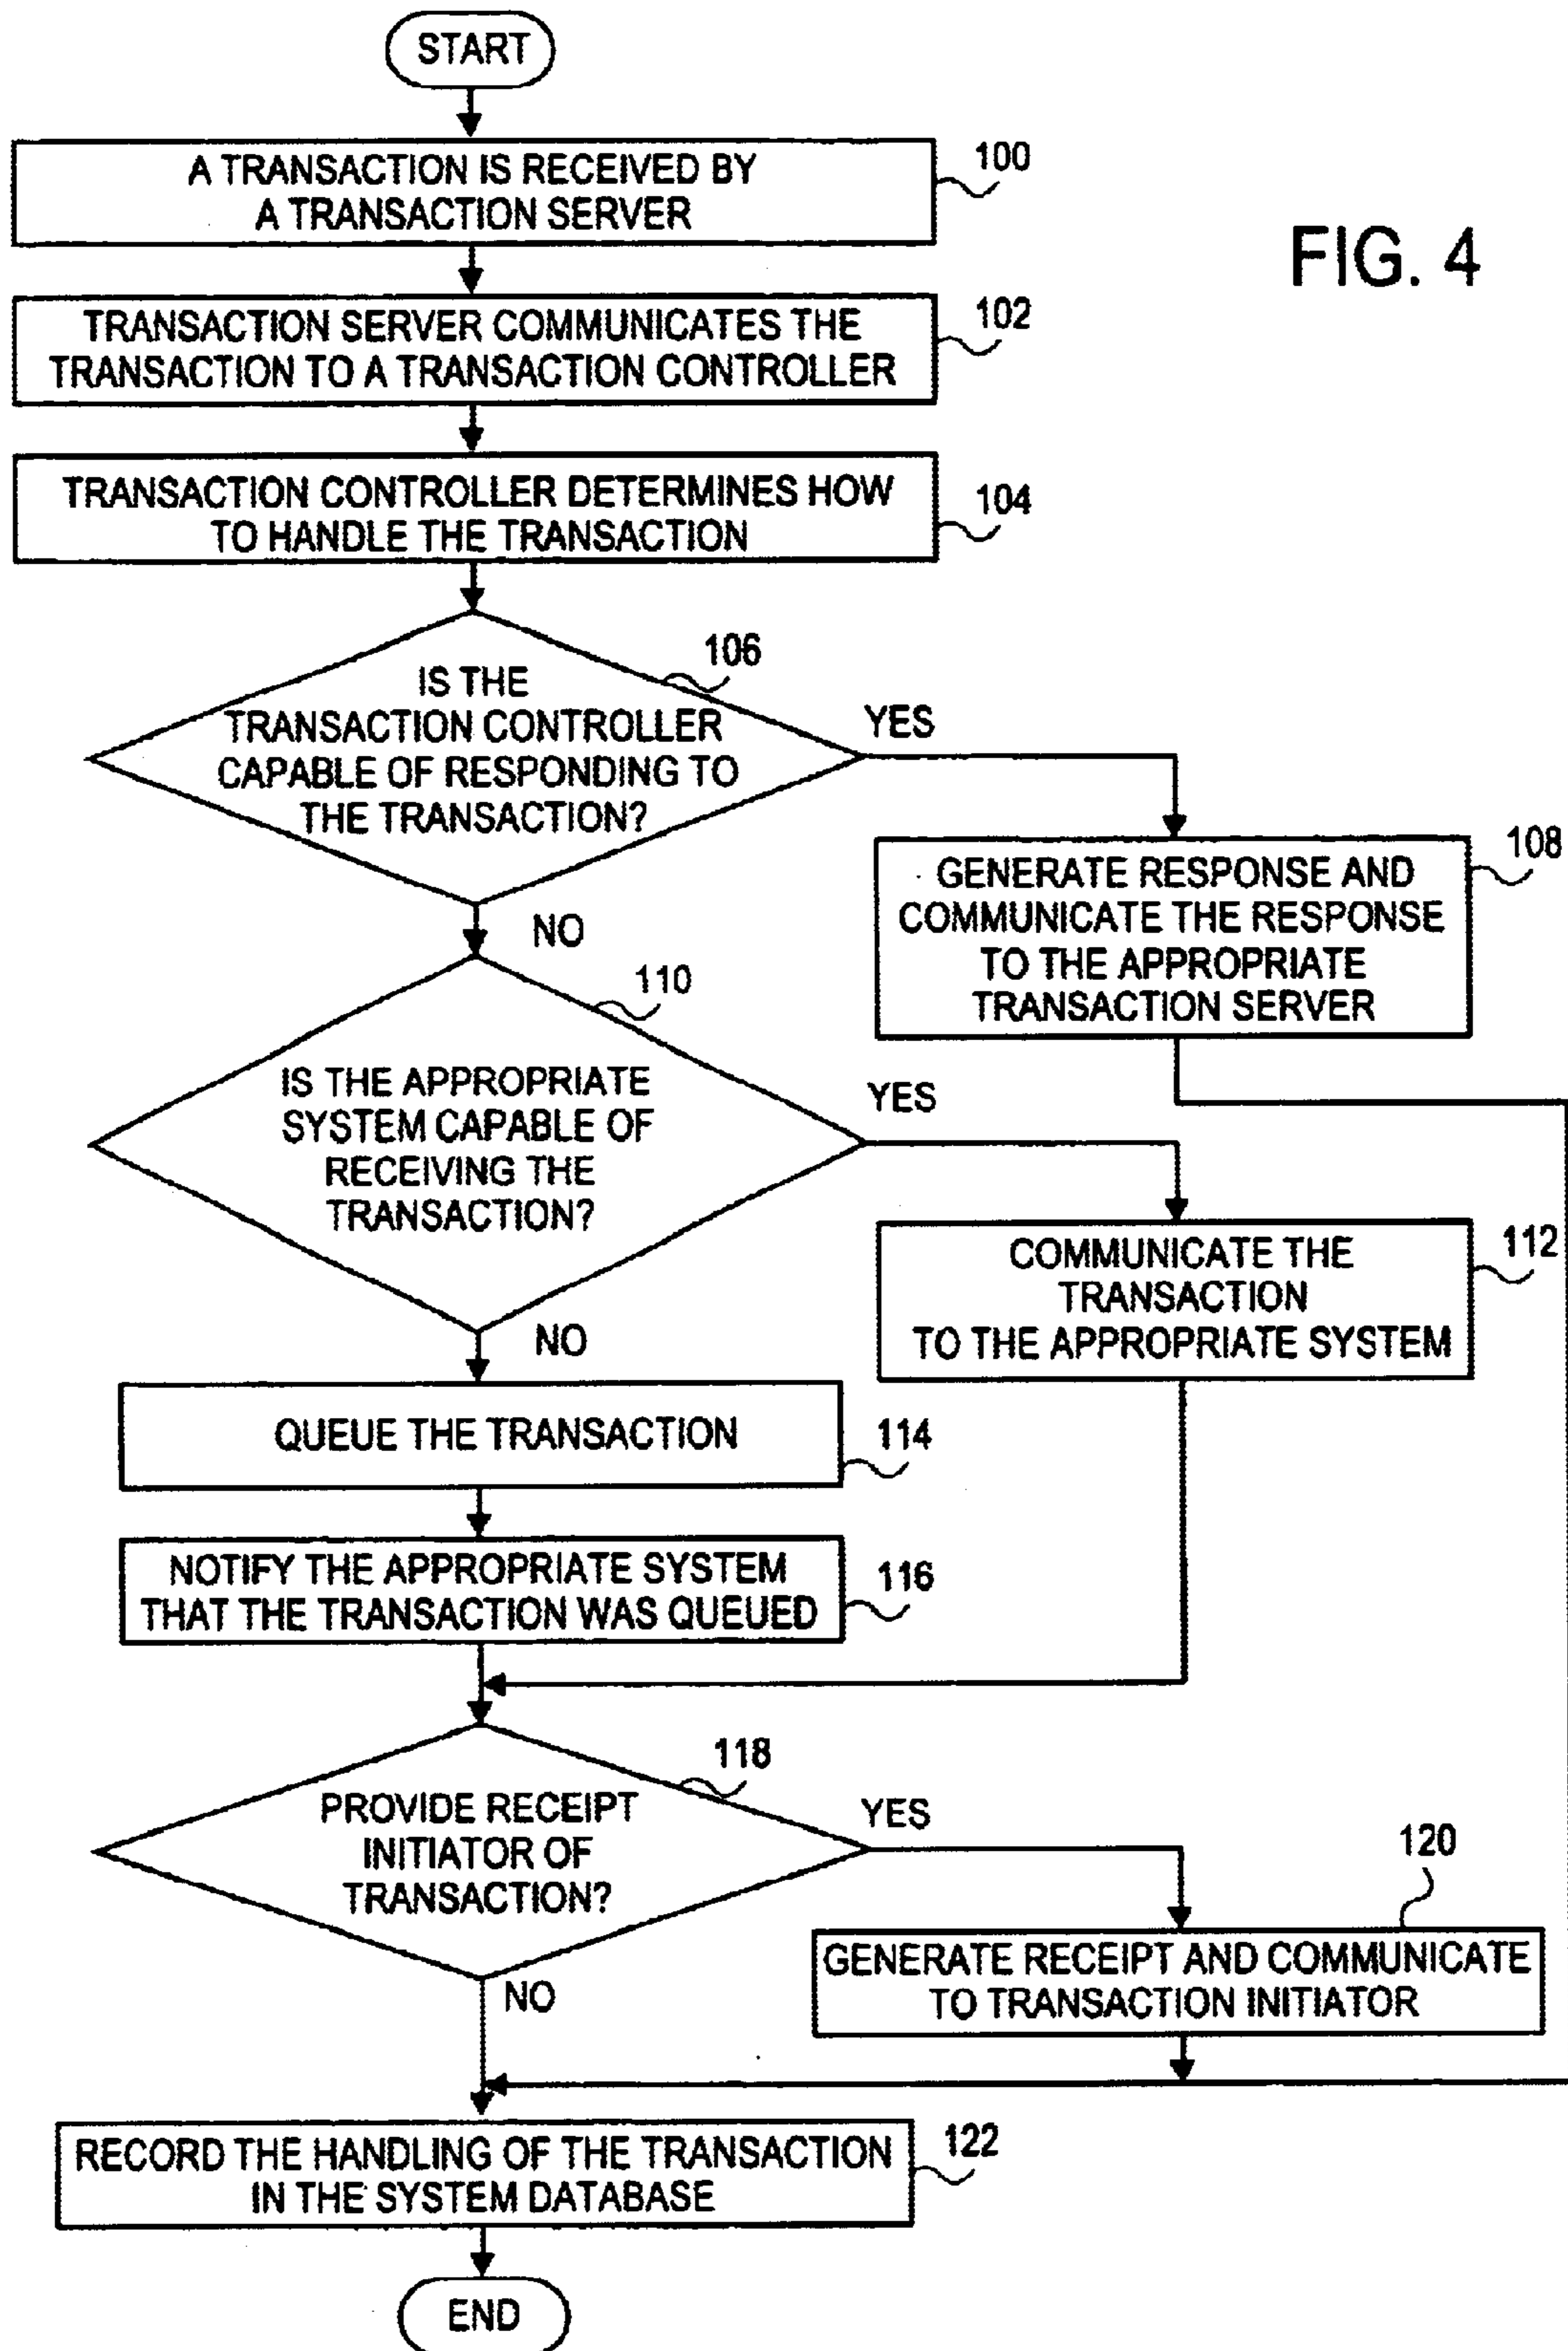 START
A TRANSACTION IS RECEIVED BY
A TRANSACTION SERVER
100
FIG. 4
TRANSACTION SERVER COMMUNICATES THE
TRANSACTION TO A TRANSACTION CONTROLLER
102
TRANSACTION CONTROLLER DETERMINES HOW
TO HANDLE THE TRANSACTION
104
106
IS THE
TRANSACTION CONTROLLER
CAPABLE OF RESPONDING TO
THE TRANSACTION?
YES
NO
108
GENERATE RESPONSE AND
COMMUNICATE THE RESPONSE
TO THE APPROPRIATE
TRANSACTION SERVER
110
IS THE APPROPRIATE
SYSTEM CAPABLE OF
RECEIVING THE
TRANSACTION?
YES
NO
112
COMMUNICATE THE
TRANSACTION
TO THE APPROPRIATE SYSTEM
QUEUE THE TRANSACTION
114
NOTIFY THE APPROPRIATE SYSTEM
THAT THE TRANSACTION WAS QUEUED
116
118
PROVIDE RECEIPT
INITIATOR OF
TRANSACTION?
YES
NO
120
GENERATE RECEIPT AND COMMUNICATE
TO TRANSACTION INITIATOR
RECORD THE HANDLING OF THE TRANSACTION
IN THE SYSTEM DATABASE
122
END